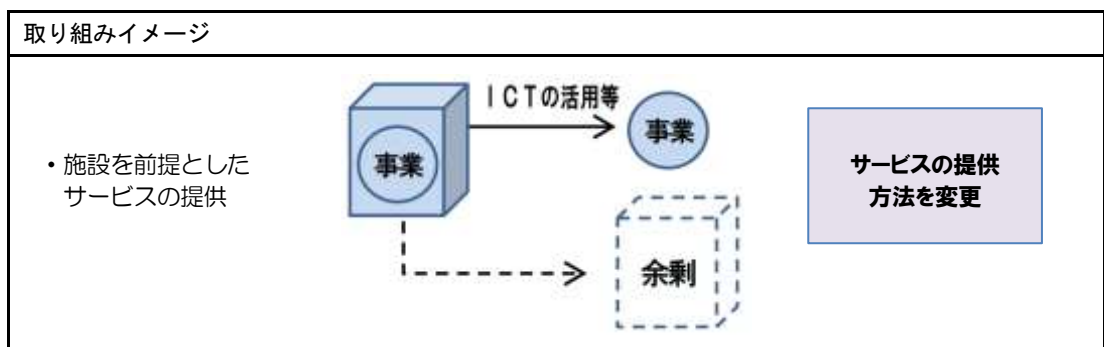 取り組みイメージ
・施設を前提とした
サービスの提供
事業
ICTの活用等
事業
余剰
サービスの提供
方法を変更